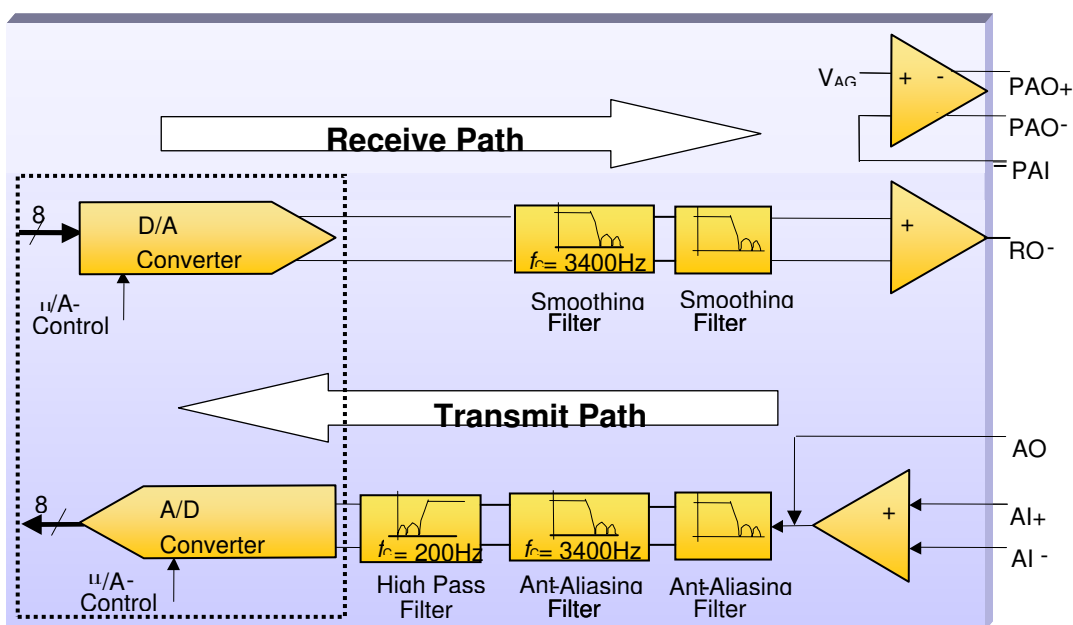 VAG
+ -
PAO+
PAO-
PAI
Receive Path
8
D/A
Converter
µ/A-
Control
fc= 3400Hz
Smoothing
Filter
Smoothing
Filter
+
RO-
Transmit Path
AO
8
A/D
Converter
µ/A-
Control
fc= 200Hz
High Pass
Filter
fc= 3400Hz
Ant-Aliasing
Filter
Ant-Aliasing
Filter
+
AI+
AI -